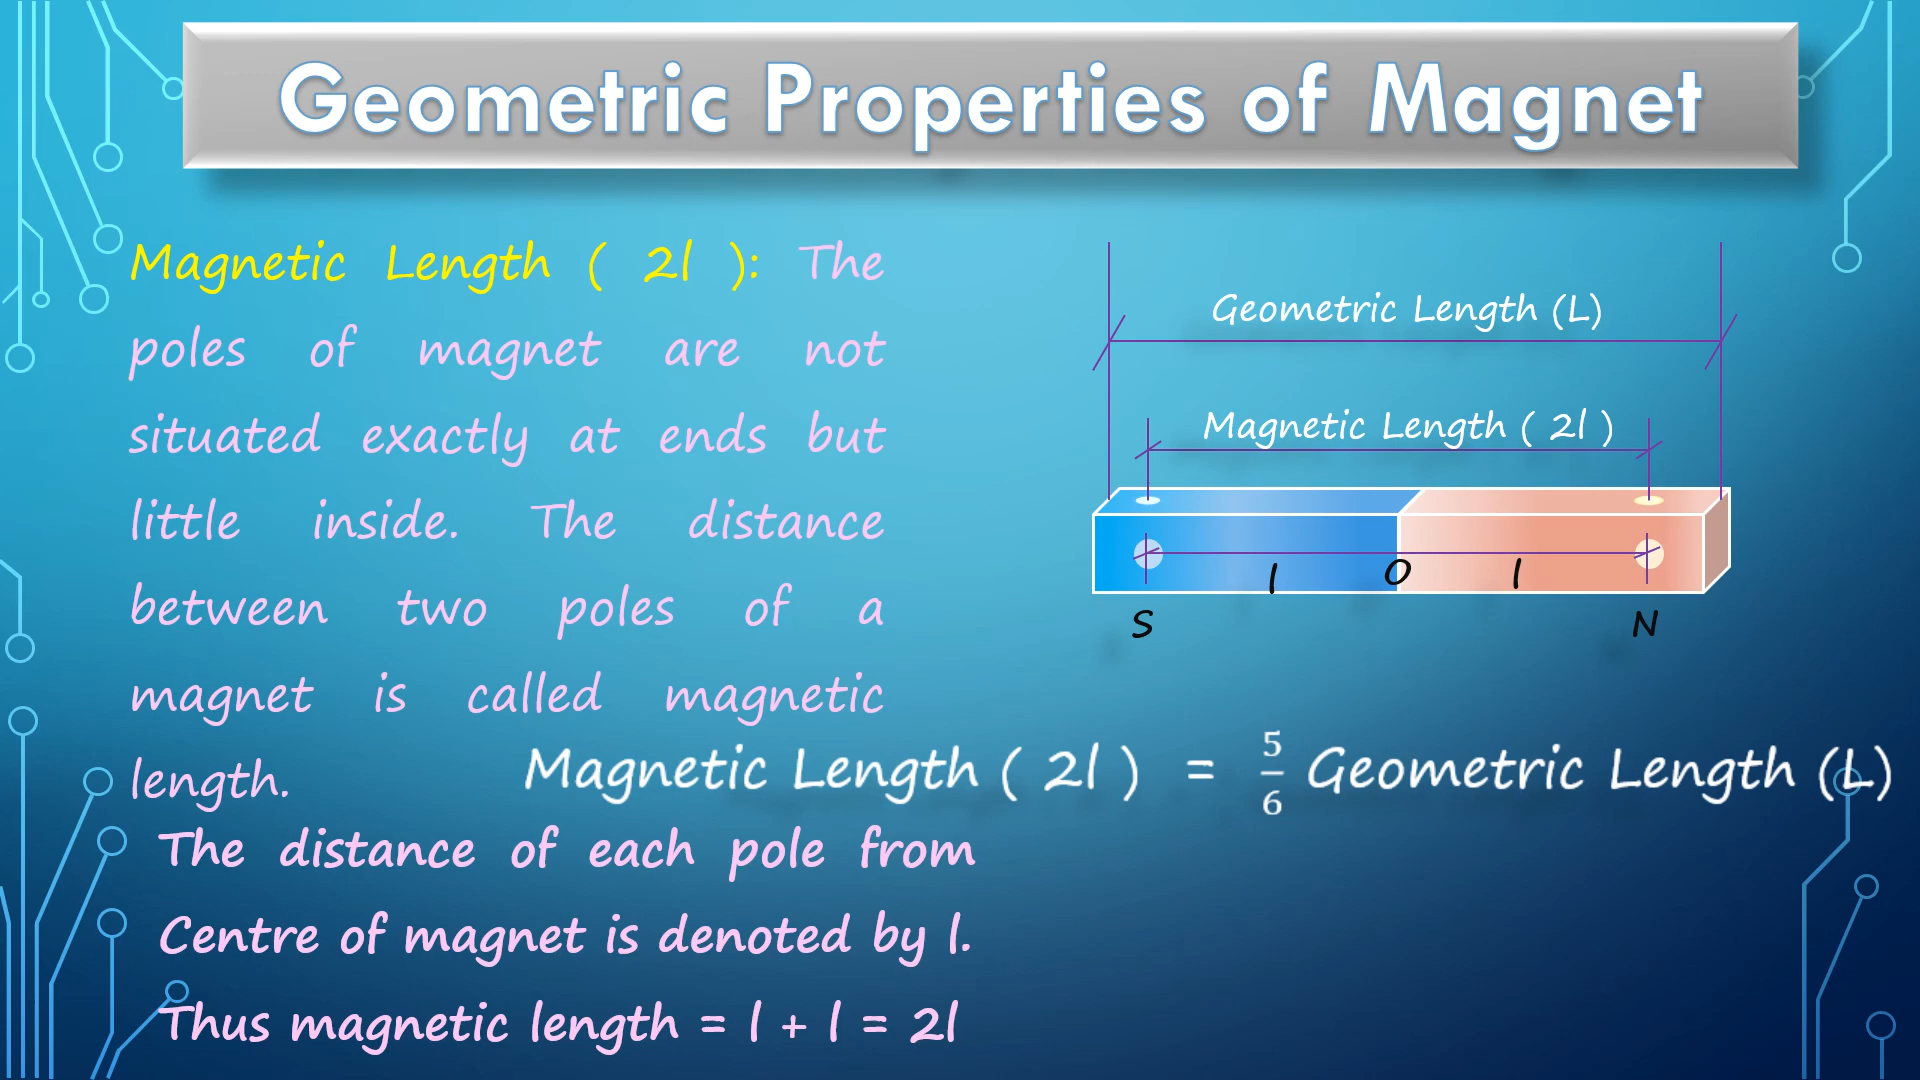 Geometric Properties of Magnet
Magnetic Length ( 2l ): The
poles of magnet are not
situated exactly at ends but
little inside. The distance
between two poles of a
magnet is called magnetic
length.
Geometric Length (L)
Magnetic Length ( 2l )
l O l
S N
Magnetic Length ( 2l ) = 5/6 Geometric Length (L)
The distance of each pole from
Centre of magnet is denoted by l.
Thus magnetic length = l + l = 2l